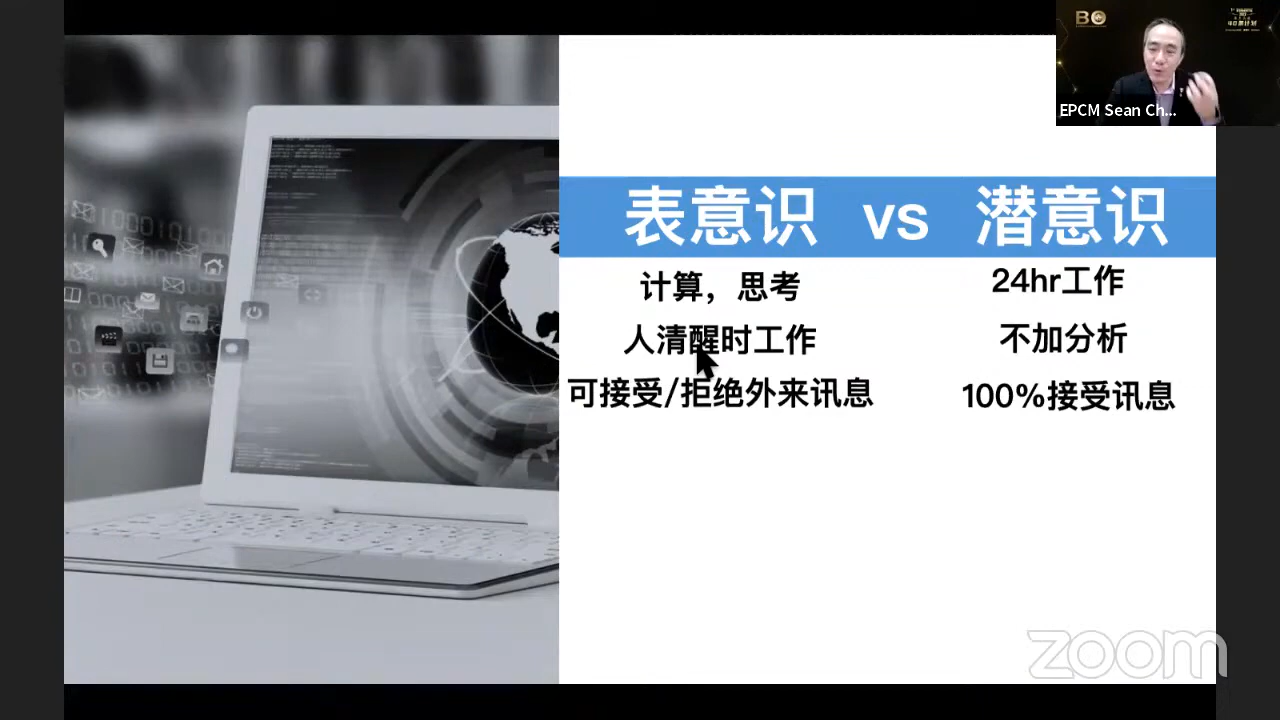 BO
EPCM Sean Ch...
表意识 vs 潜意识
计算，思考
24hr工作
人清醒时工作
不加分析
可接受/拒绝外来讯息
100%接受讯息
zoom